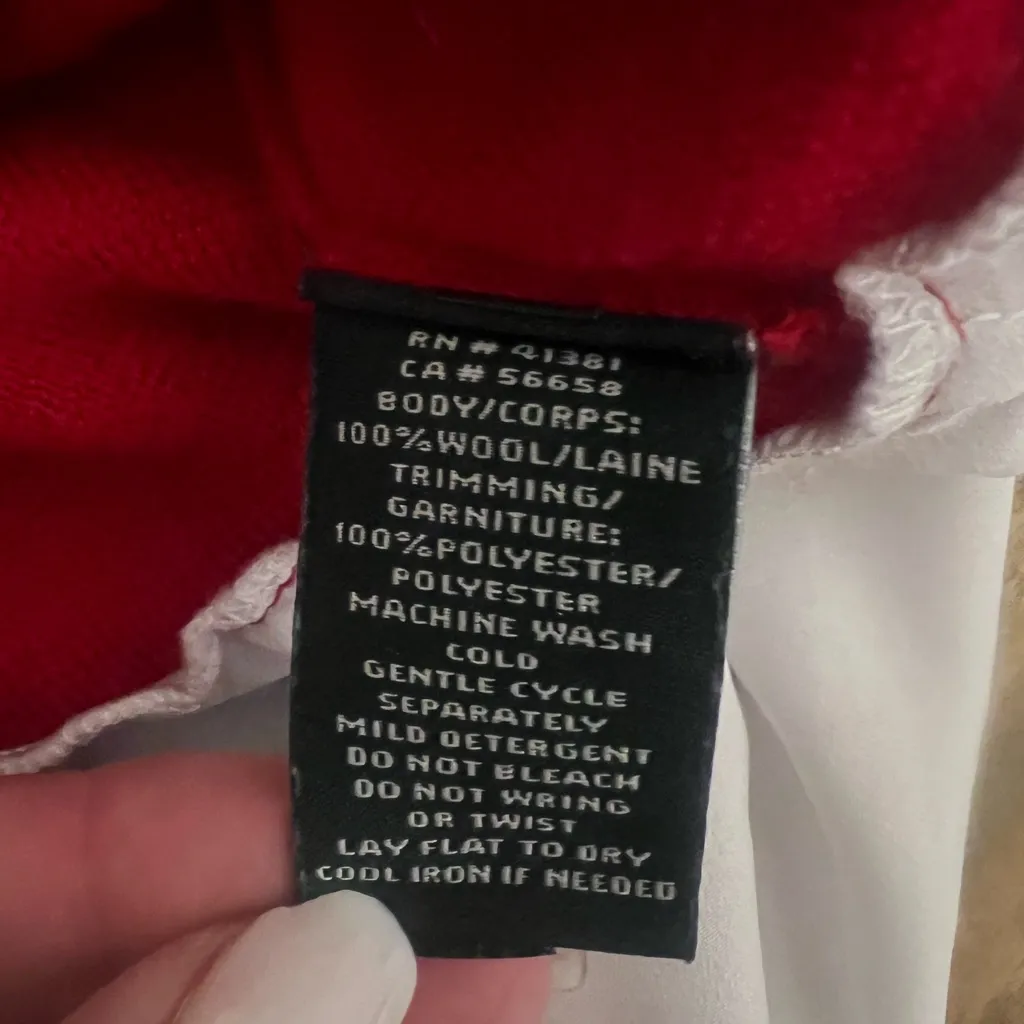 RN # 41381
CA # 56658
BODY/CORPS:
100%WOOL/LAINE
TRIMMING/
GARNITURE:
100%POLYESTER/
POLYESTER
MACHINE WASH
COLD
GENTLE CYCLE
SEPARATELY
MILD DETERGENT
DO NOT BLEACH
DO NOT WRING
OR TWIST
LAY FLAT TO DRY
COOL IRON IF NEEDED